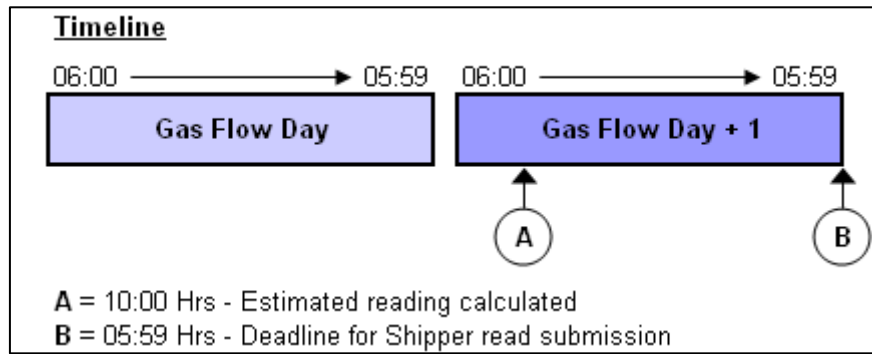 Timeline
06:00 05:59 06:00 05:59
Gas Flow Day Gas Flow Day + 1
A B
A = 10:00 Hrs - Estimated reading calculated
B = 05:59 Hrs - Deadline for Shipper read submission